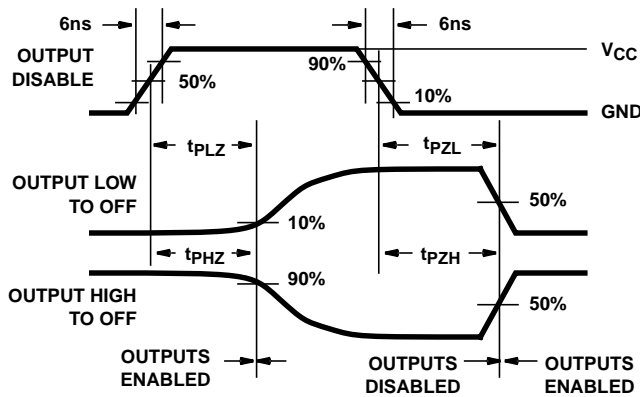 6ns
6ns
OUTPUT
DISABLE
90%
50%
10%
VCC
GND
tPLZ
tPZL
OUTPUT LOW
TO OFF
10%
50%
tPHZ
tPZH
90%
OUTPUT HIGH
TO OFF
50%
OUTPUTS
ENABLED
OUTPUTS
DISABLED
OUTPUTS
ENABLED